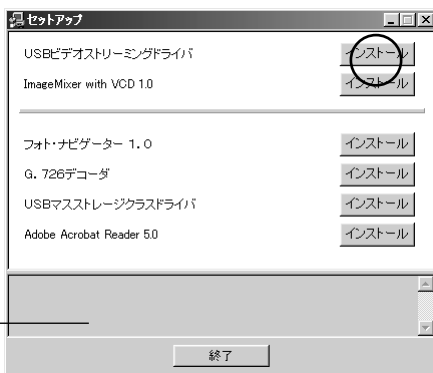 セットアップ
USBビデオストリーミングドライバ インストール
ImageMixer with VCD 1.0 インストール
フォト・ナビゲーター 1.0 インストール
G. 726デコーダ インストール
USBマスストレージクラスドライバ インストール
Adobe Acrobat Reader 5.0 インストール
終了